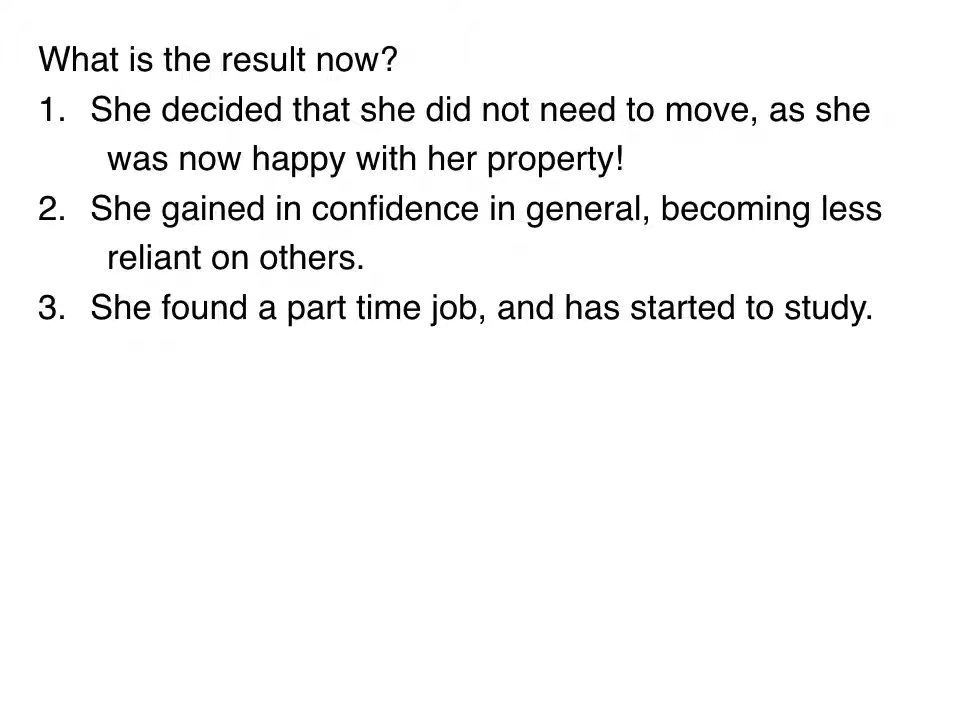 What is the result now?
1. She decided that she did not need to move, as she
was now happy with her property!
2. She gained in confidence in general, becoming less
reliant on others.
3. She found a part time job, and has started to study.